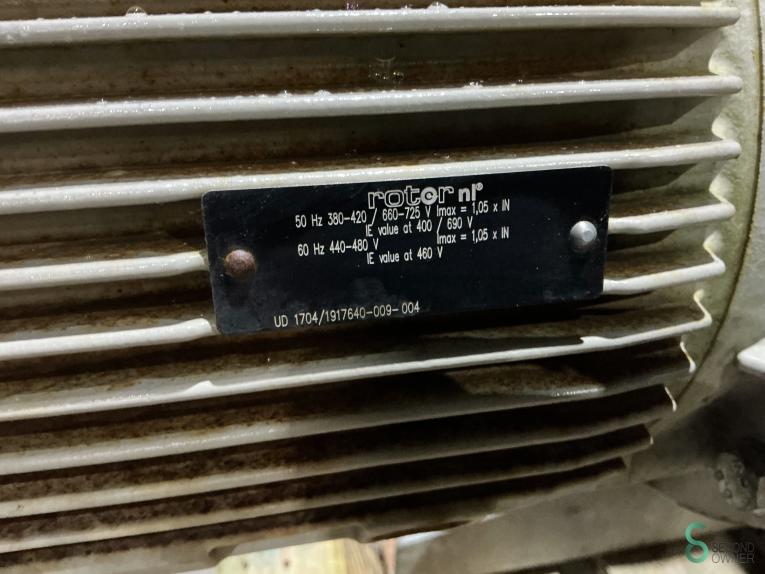 rotor nl®
50 Hz 380-420 / 660-725 V Imax = 1,05 x IN
IE value at 400 / 690 V
60 Hz 440-480 V Imax = 1,05 x IN
IE value at 460 V
UD 1704/1917640-009-004
SECOND
OWNER